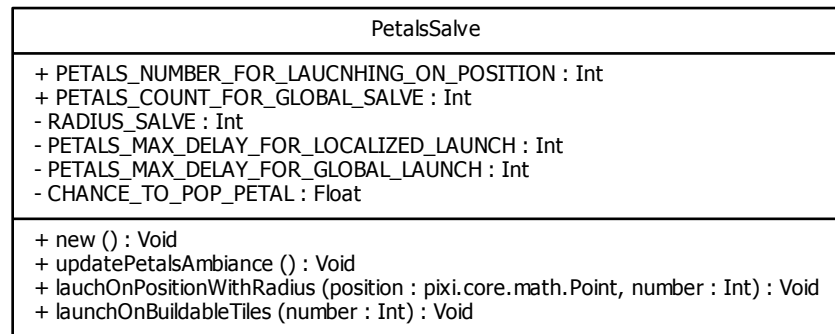 PetalsSalve
+ PETALS_NUMBER_FOR_LAUCNHING_ON_POSITION : Int
+ PETALS_COUNT_FOR_GLOBAL_SALVE : Int
- RADIUS_SALVE : Int
- PETALS_MAX_DELAY_FOR_LOCALIZED_LAUNCH : Int
- PETALS_MAX_DELAY_FOR_GLOBAL_LAUNCH : Int
- CHANCE_TO_POP_PETAL : Float
+ new () : Void
+ updatePetalsAmbiance () : Void
+ lauchOnPositionWithRadius (position : pixi.core.math.Point, number : Int) : Void
+ launchOnBuildableTiles (number : Int) : Void